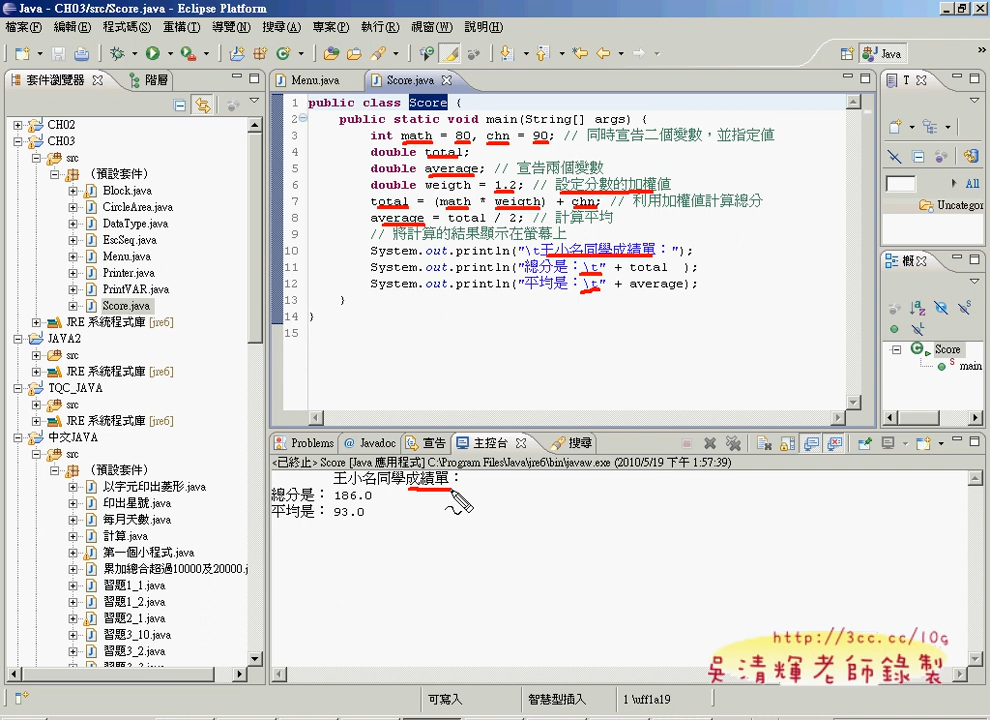 Java - CH03/src/Score.java - Eclipse Platform
檔案(F) 編輯(E) 程式碼(S) 重構(T) 導覽(N) 搜尋(A) 專案(P) 執行(R) 視窗(W) 說明(H)
Java
套件瀏覽器 階層
CH02
CH03
src
(預設套件)
Block.java
CircleArea.java
DataType.java
EscSeq.java
Menu.java
Printer.java
PrintVAR.java
Score.java
JRE 系統程式庫 [jre6]
JAVA2
src
JRE 系統程式庫 [jre6]
TQC_JAVA
src
JRE 系統程式庫 [jre6]
中文JAVA
src
(預設套件)
以字元印出菱形.java
印出星號.java
每月天數.java
計算.java
第一個小程式.java
累加總合超過10000及20000.j
習題1_1.java
習題1_2.java
習題2_1.java
習題3_10.java
習題3_2.java
Menu.java Score.java
1 public class Score {
2 public static void main(String[] args) {
3 int math = 80, chn = 90; // 同時宣告二個變數，並指定值
4 double total;
5 double average; // 宣告兩個變數
6 double weigth = 1.2; // 設定分數的加權值
7 total = (math * weigth) + chn; // 利用加權值計算總分
8 average = total / 2; // 計算平均
9 // 將計算的結果顯示在螢幕上
10 System.out.println("\t王小名同學成績單：");
11 System.out.println("總分是：\t" + total );
12 System.out.println("平均是：\t" + average);
13 }
14 }
15
T
All
Uncategor
概
Score
main
Problems Javadoc 宣告 主控台 搜尋
<已終止> Score [Java 應用程式] C:\Program Files\Java\jre6\bin\javaw.exe (2010/5/19 下午 1:57:39)
王小名同學成績單：
總分是： 186.0
平均是： 93.0
http://3cc.cc/10g
吳清輝老師錄製
可寫入 智慧型插入 1 \uff1a19